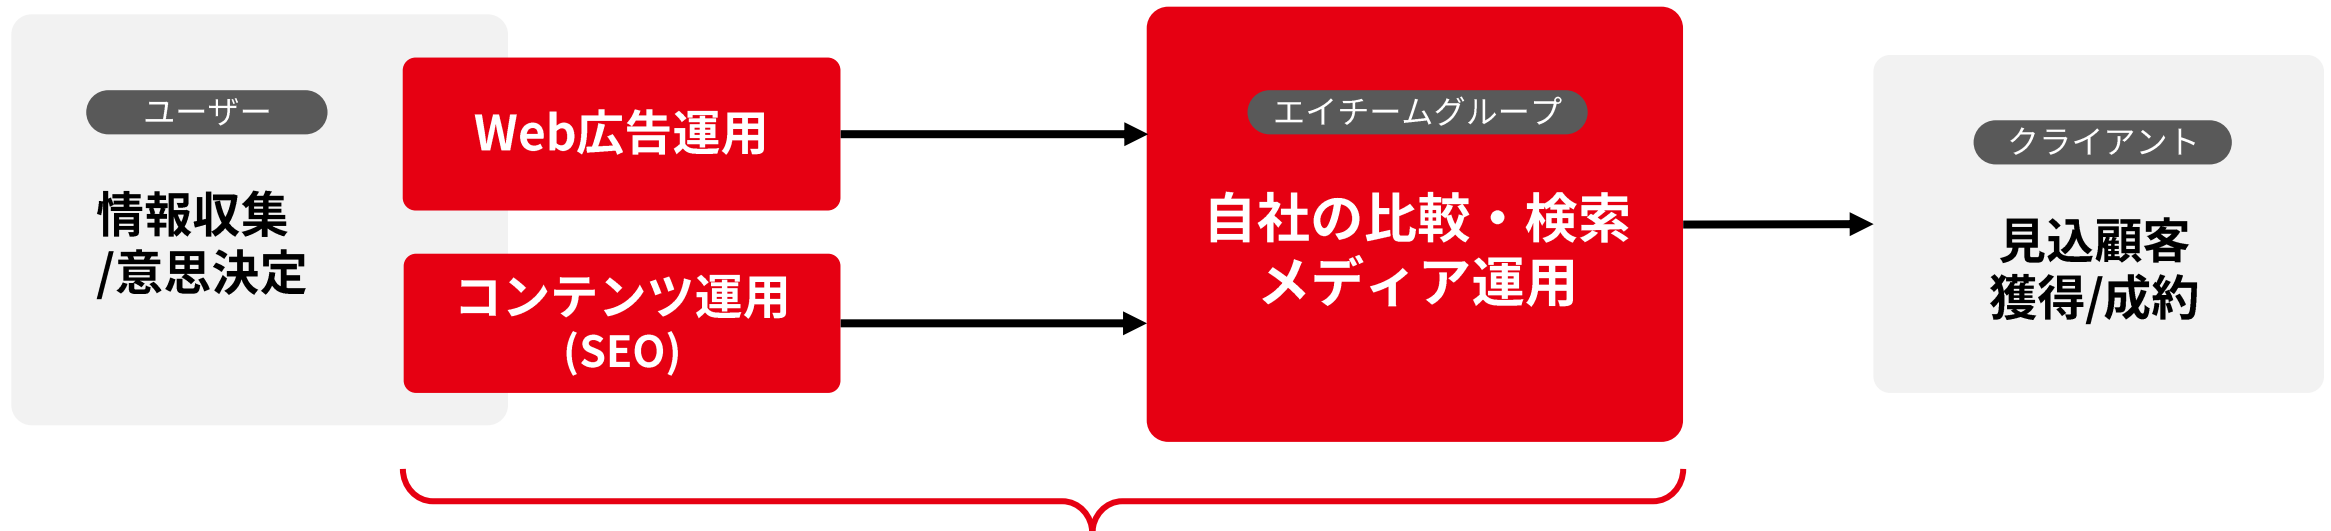 ユーザー
情報収集
/意思決定
Web広告運用
コンテンツ運用
(SEO)
エイチームグループ
自社の比較・検索
メディア運用
クライアント
見込顧客
獲得/成約